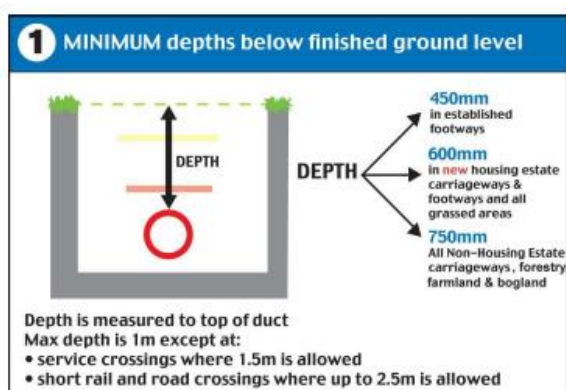 1 MINIMUM depths below finished ground level
DEPTH
DEPTH
450mm
in established
footways
600mm
in new housing estate
carriageways &
footways and all
grassed areas
750mm
All Non-Housing Estate
carriageways, forestry
farmland & bogland
Depth is measured to top of duct
Max depth is 1m except at:
• service crossings where 1.5m is allowed
• short rail and road crossings where up to 2.5m is allowed